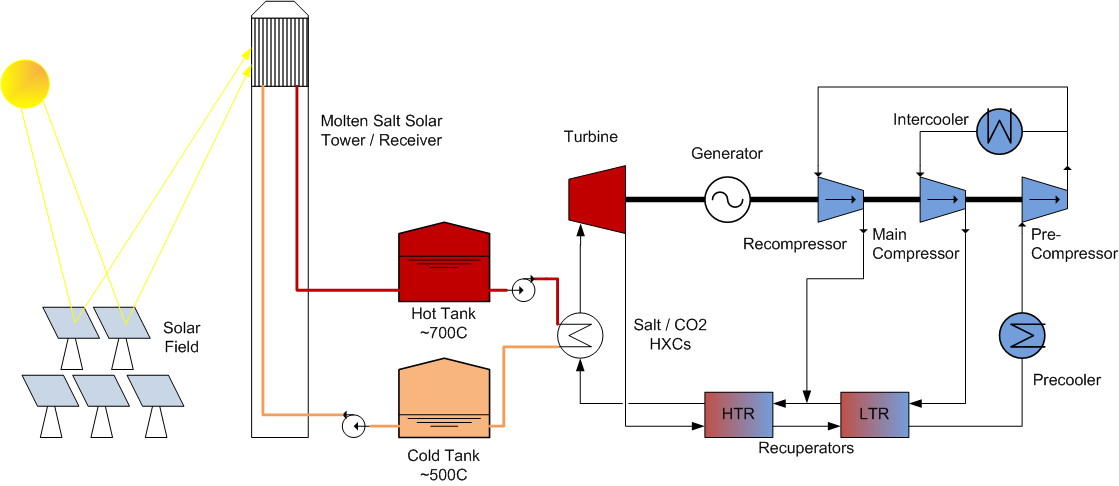 Molten Salt Solar
Tower / Receiver
Turbine
Generator
Intercooler
Recompressor
Main
Compressor
Pre-
Compressor
Solar
Field
Hot Tank
~700C
Salt / CO2
HXCs
Precooler
HTR
LTR
Recuperators
Cold Tank
~500C